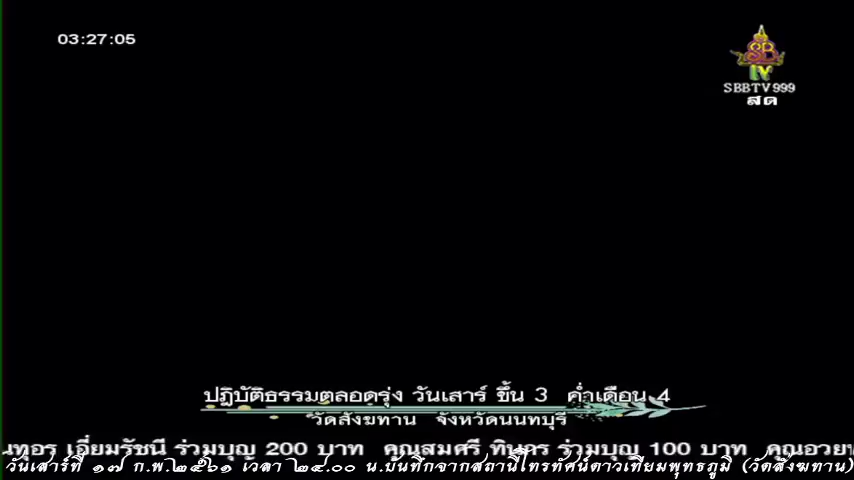 03:27:05
SBBTV999
สด
ปฏิบัติธรรมตลอดรุ่ง วันเสาร์ ขึ้น 3 ค่ำเดือน 4
วัดสังฆทาน จังหวัดนนทบุรี
เอี่ยมรัชนี ร่วมบุญ 200 บาท คุณสมศรี ทินคร ร่วมบุญ 100 บาท
วันเสาร์ที่ ๑๗ ก.พ.๒๕๖๑ เวลา ๒๔.๐๐ น.บันทึกจากสถานีโทรทัศน์ดาวเทียมพุทธภูมิ (วัดสังฆทาน)